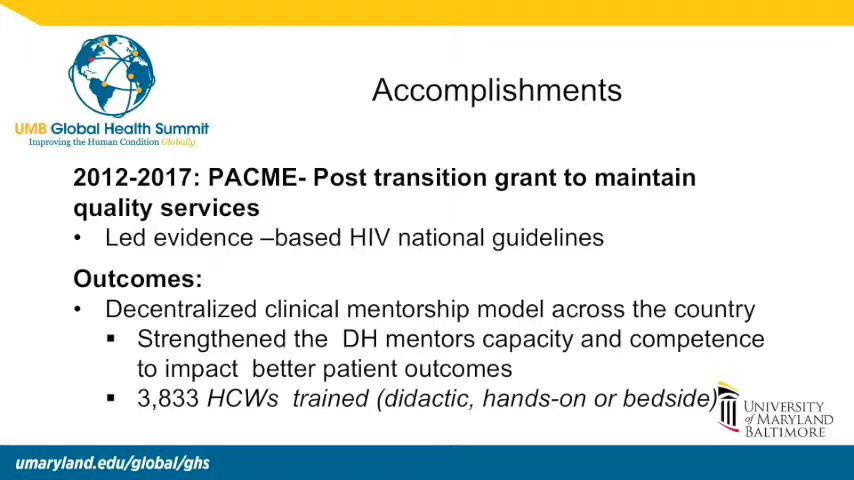 UMB Global Health Summit
Improving the Human Condition Globally
Accomplishments
2012-2017: PACME- Post transition grant to maintain
quality services
• Led evidence –based HIV national guidelines
Outcomes:
• Decentralized clinical mentorship model across the country
▪ Strengthened the DH mentors capacity and competence
to impact better patient outcomes
▪ 3,833 HCWs trained (didactic, hands-on or bedside)
UNIVERSITY
of MARYLAND
BALTIMORE
umaryland.edu/global/ghs